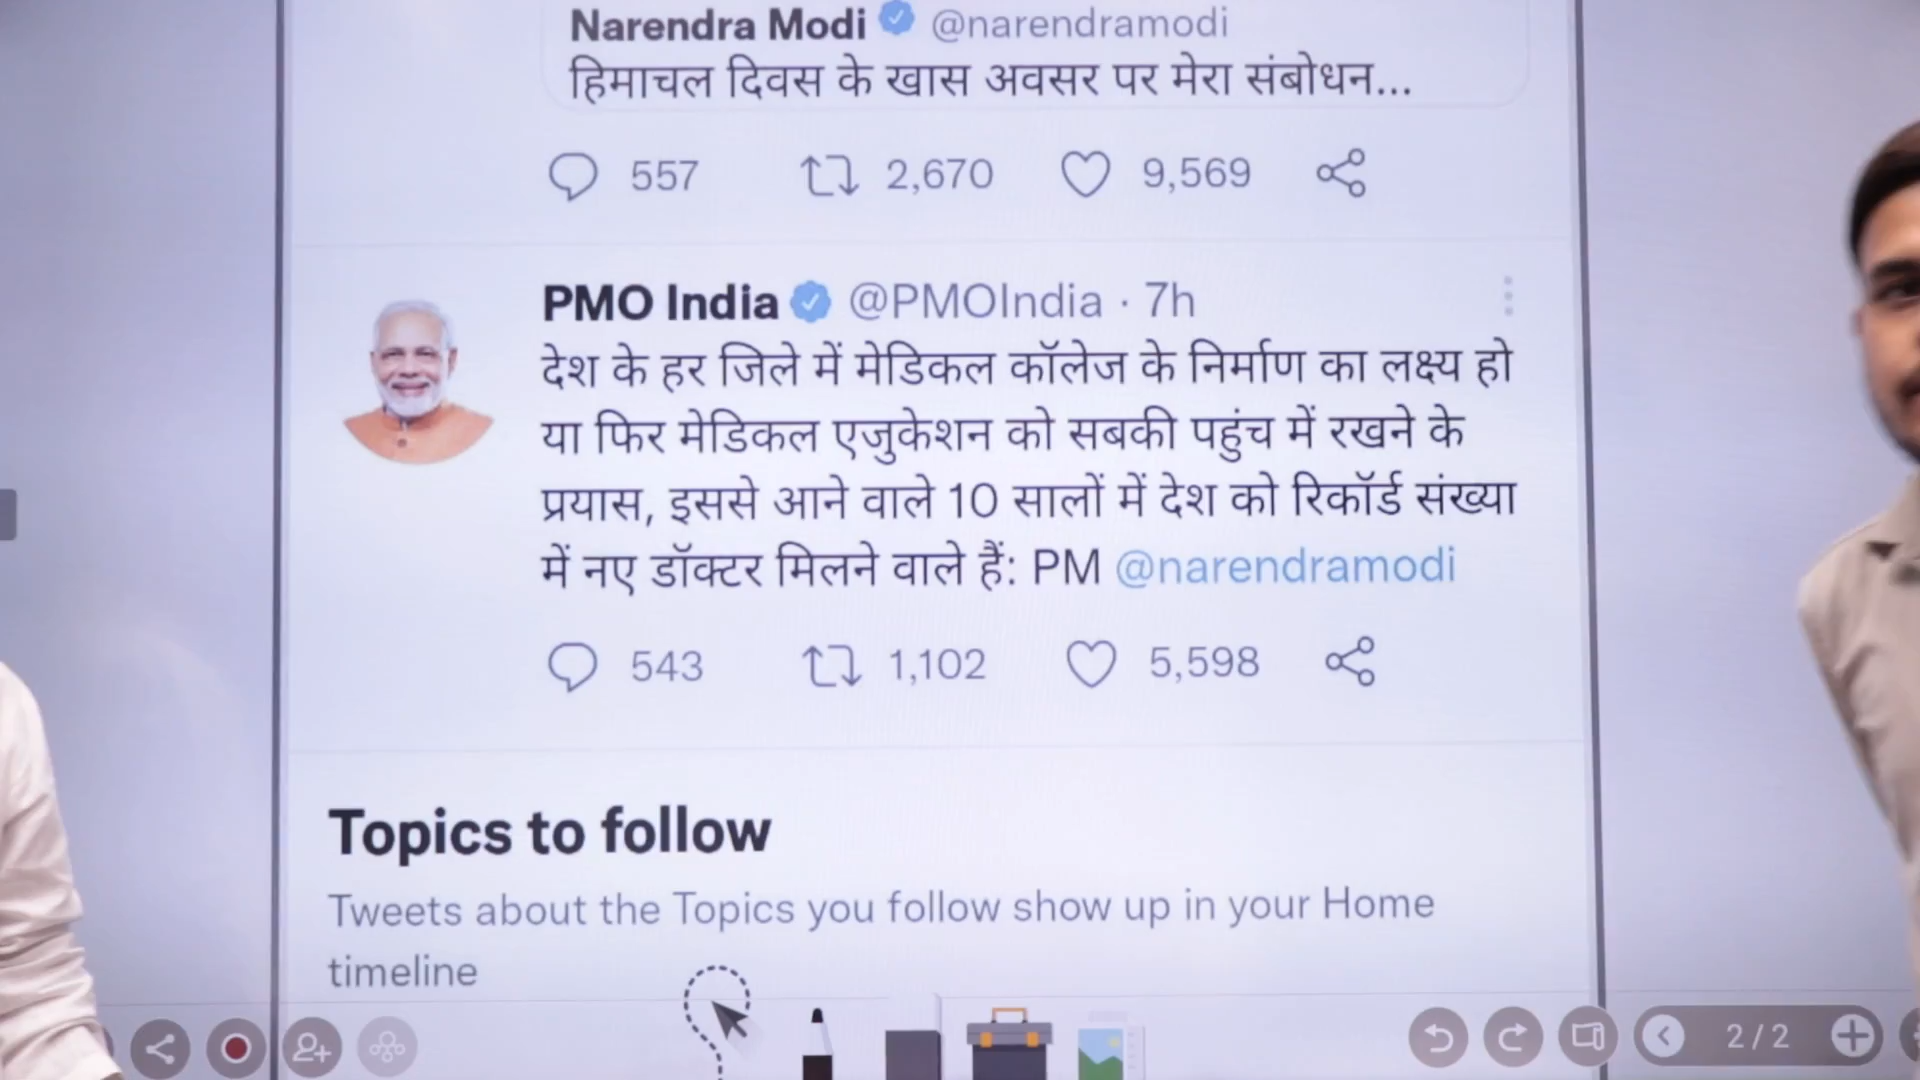 Narendra Modi @narendramodi
हिमाचल दिवस के खास अवसर पर मेरा संबोधन...
557 2,670 9,569
PMO India @PMOIndia · 7h
देश के हर जिले में मेडिकल कॉलेज के निर्माण का लक्ष्य हो
या फिर मेडिकल एजुकेशन को सबकी पहुंच में रखने के
प्रयास, इससे आने वाले 10 सालों में देश को रिकॉर्ड संख्या
में नए डॉक्टर मिलने वाले हैं: PM @narendramodi
543 1,102 5,598
Topics to follow
Tweets about the Topics you follow show up in your Home
timeline
2/2